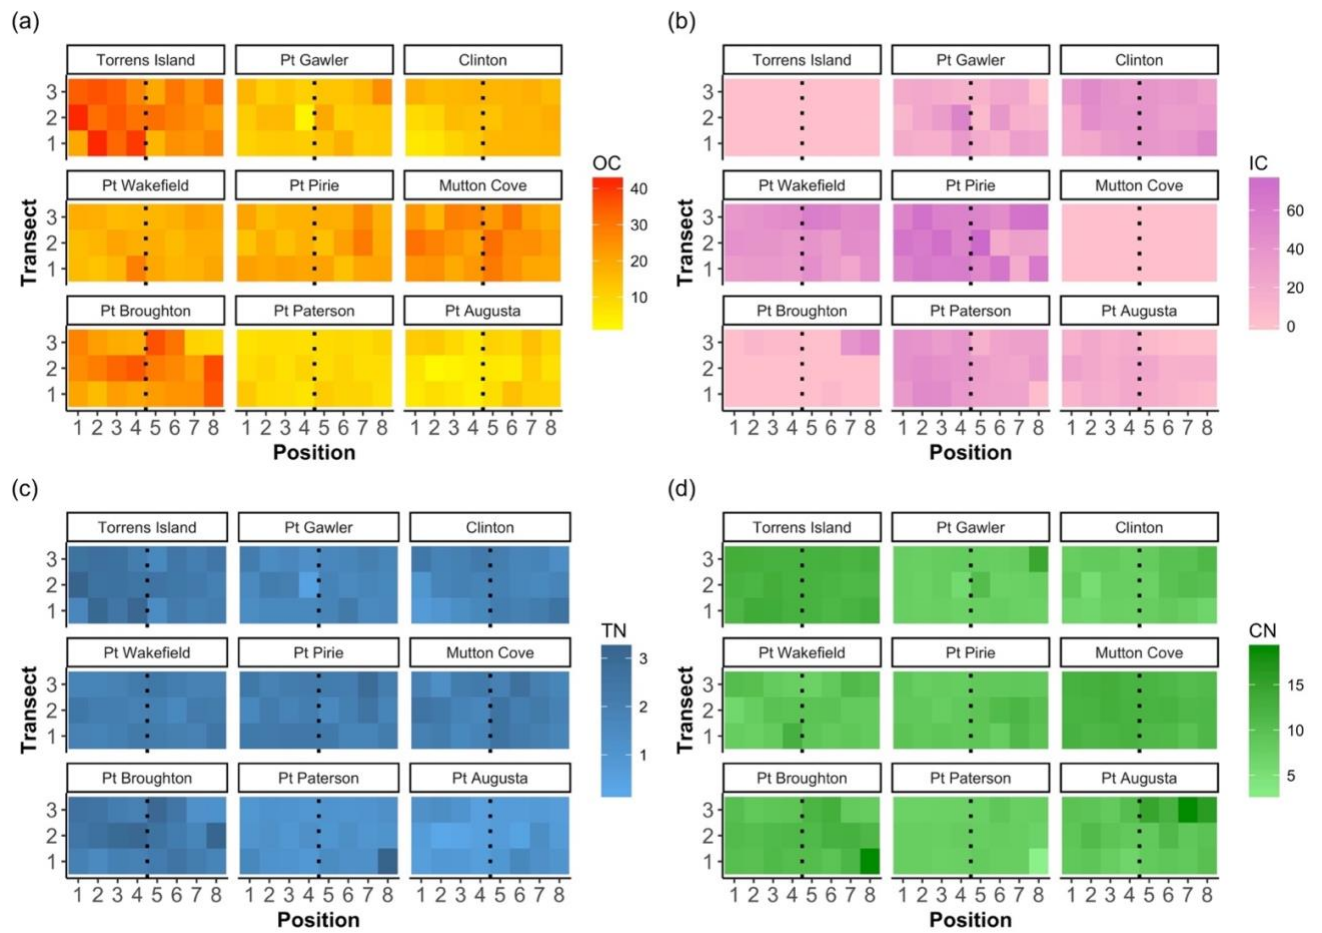 (a)
Torrens Island Pt Gawler Clinton
3
2
1
Pt Wakefield Pt Pirie Mutton Cove
3
2
1
Pt Broughton Pt Paterson Pt Augusta
3
2
1
1 2 3 4 5 6 7 8 1 2 3 4 5 6 7 8 1 2 3 4 5 6 7 8
Position
Transect
OC
40
30
20
10
(b)
Torrens Island Pt Gawler Clinton
3
2
1
Pt Wakefield Pt Pirie Mutton Cove
3
2
1
Pt Broughton Pt Paterson Pt Augusta
3
2
1
1 2 3 4 5 6 7 8 1 2 3 4 5 6 7 8 1 2 3 4 5 6 7 8
Position
Transect
IC
60
40
20
0
(c)
Torrens Island Pt Gawler Clinton
3
2
1
Pt Wakefield Pt Pirie Mutton Cove
3
2
1
Pt Broughton Pt Paterson Pt Augusta
3
2
1
1 2 3 4 5 6 7 8 1 2 3 4 5 6 7 8 1 2 3 4 5 6 7 8
Position
Transect
TN
3
2
1
(d)
Torrens Island Pt Gawler Clinton
3
2
1
Pt Wakefield Pt Pirie Mutton Cove
3
2
1
Pt Broughton Pt Paterson Pt Augusta
3
2
1
1 2 3 4 5 6 7 8 1 2 3 4 5 6 7 8 1 2 3 4 5 6 7 8
Position
Transect
CN
15
10
5